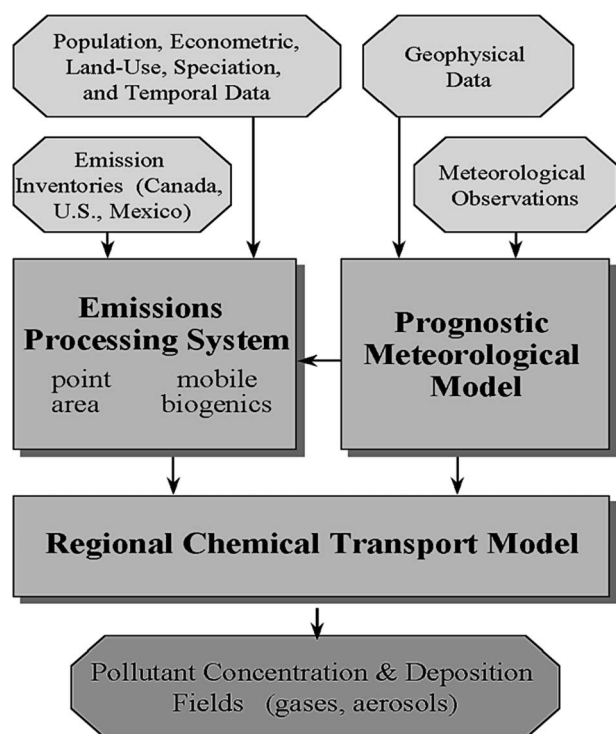 Population, Econometric,
Land-Use, Speciation,
and Temporal Data
Geophysical
Data
Emission
Inventories (Canada,
U.S., Mexico)
Meteorological
Observations
Emissions
Processing System
point mobile
area biogenics
Prognostic
Meteorological
Model
Regional Chemical Transport Model
Pollutant Concentration & Deposition
Fields (gases, aerosols)